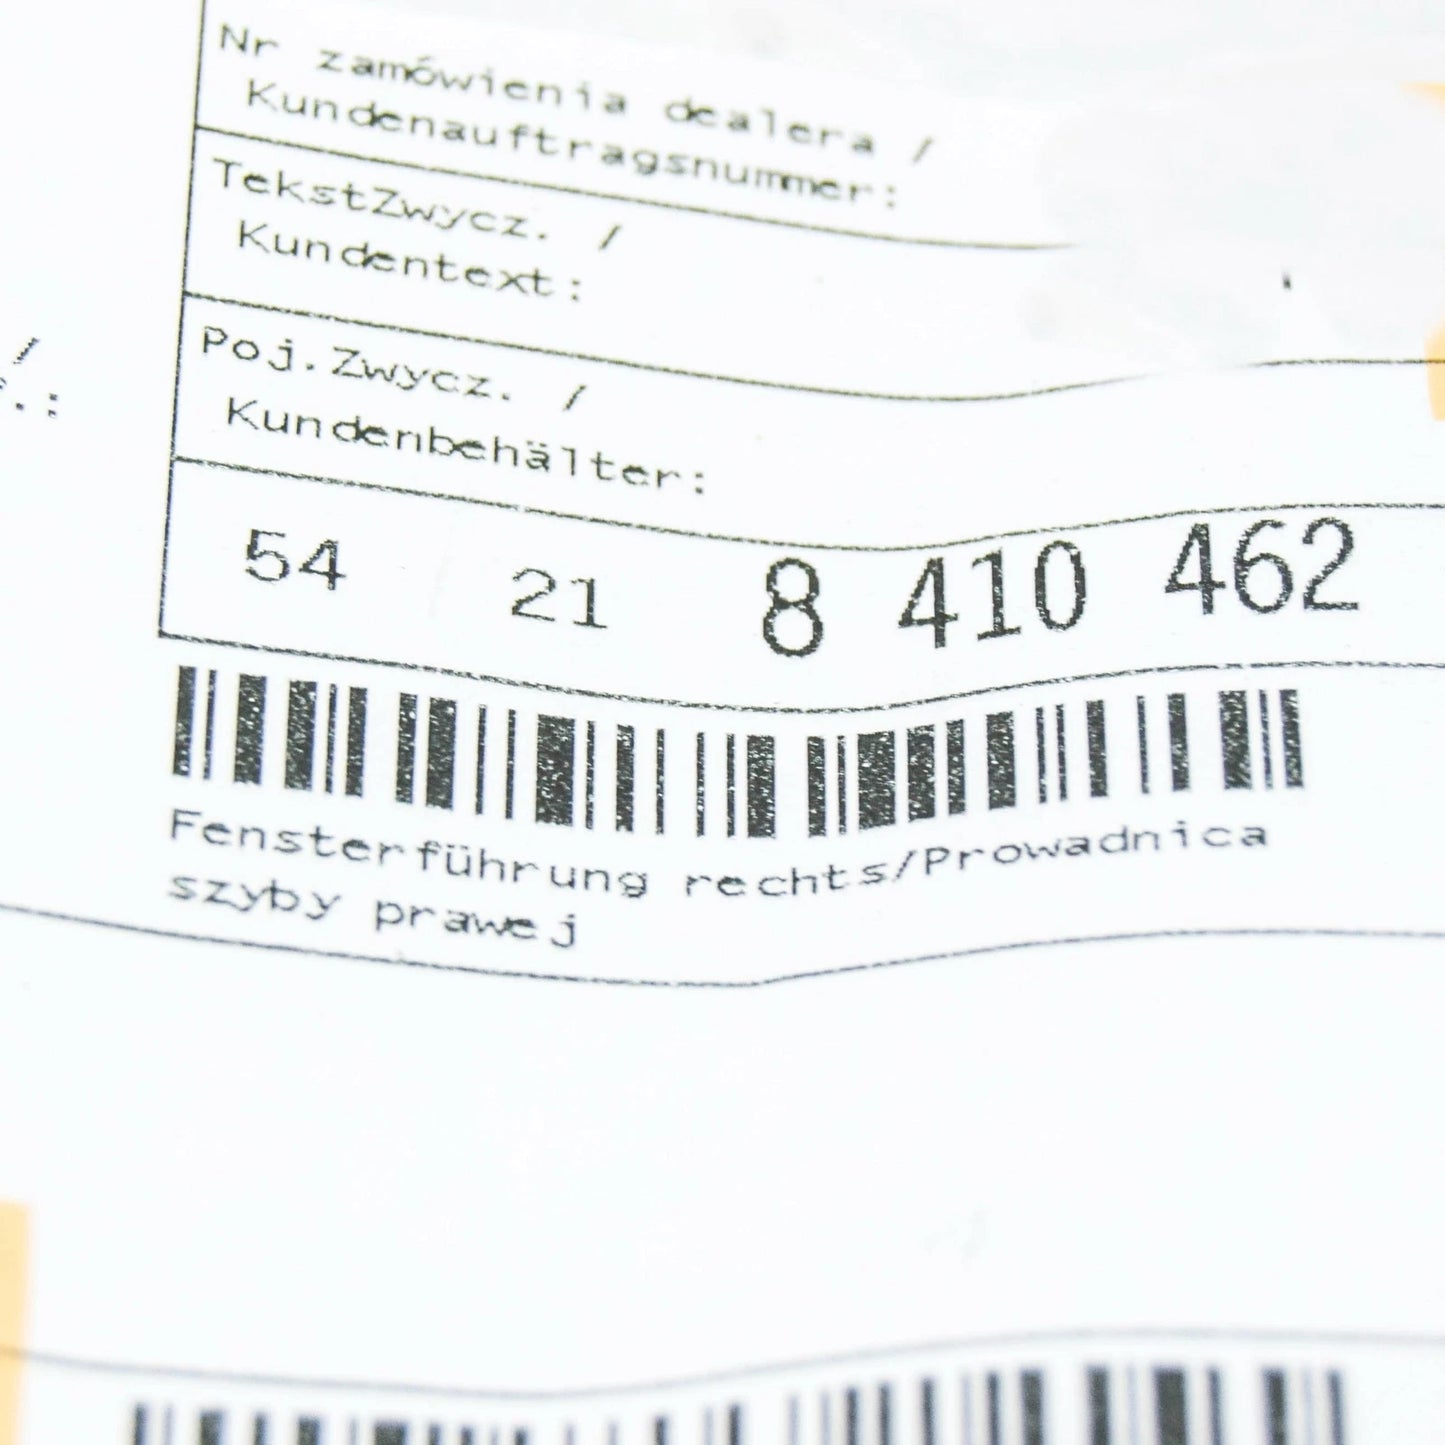 Nr zamówienia dealera /
Kundenauftragsnummer:
TekstZwycz. /
Kundentext:
Poj.Zwycz. /
Kundenbehälter:
54 21 8 410 462
Fensterführung rechts/Prowadnica
szyby prawej